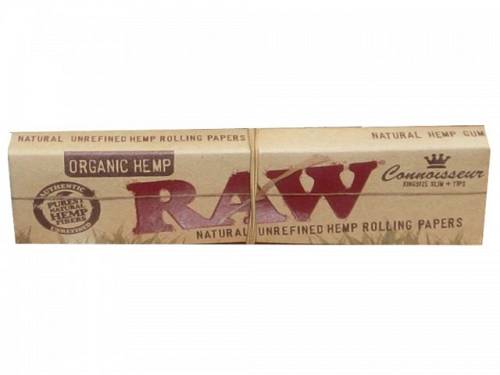 NATURAL UNREFINED HEMP ROLLING PAPERS
NATURAL HEMP GUM
ORGANIC HEMP
AUTHENTIC
PUREST
NATURAL
HEMP
FIBERS
UNREFINED
RAW
Connoisseur
KINGSIZE SLIM + TIPS
NATURAL UNREFINED HEMP ROLLING PAPERS